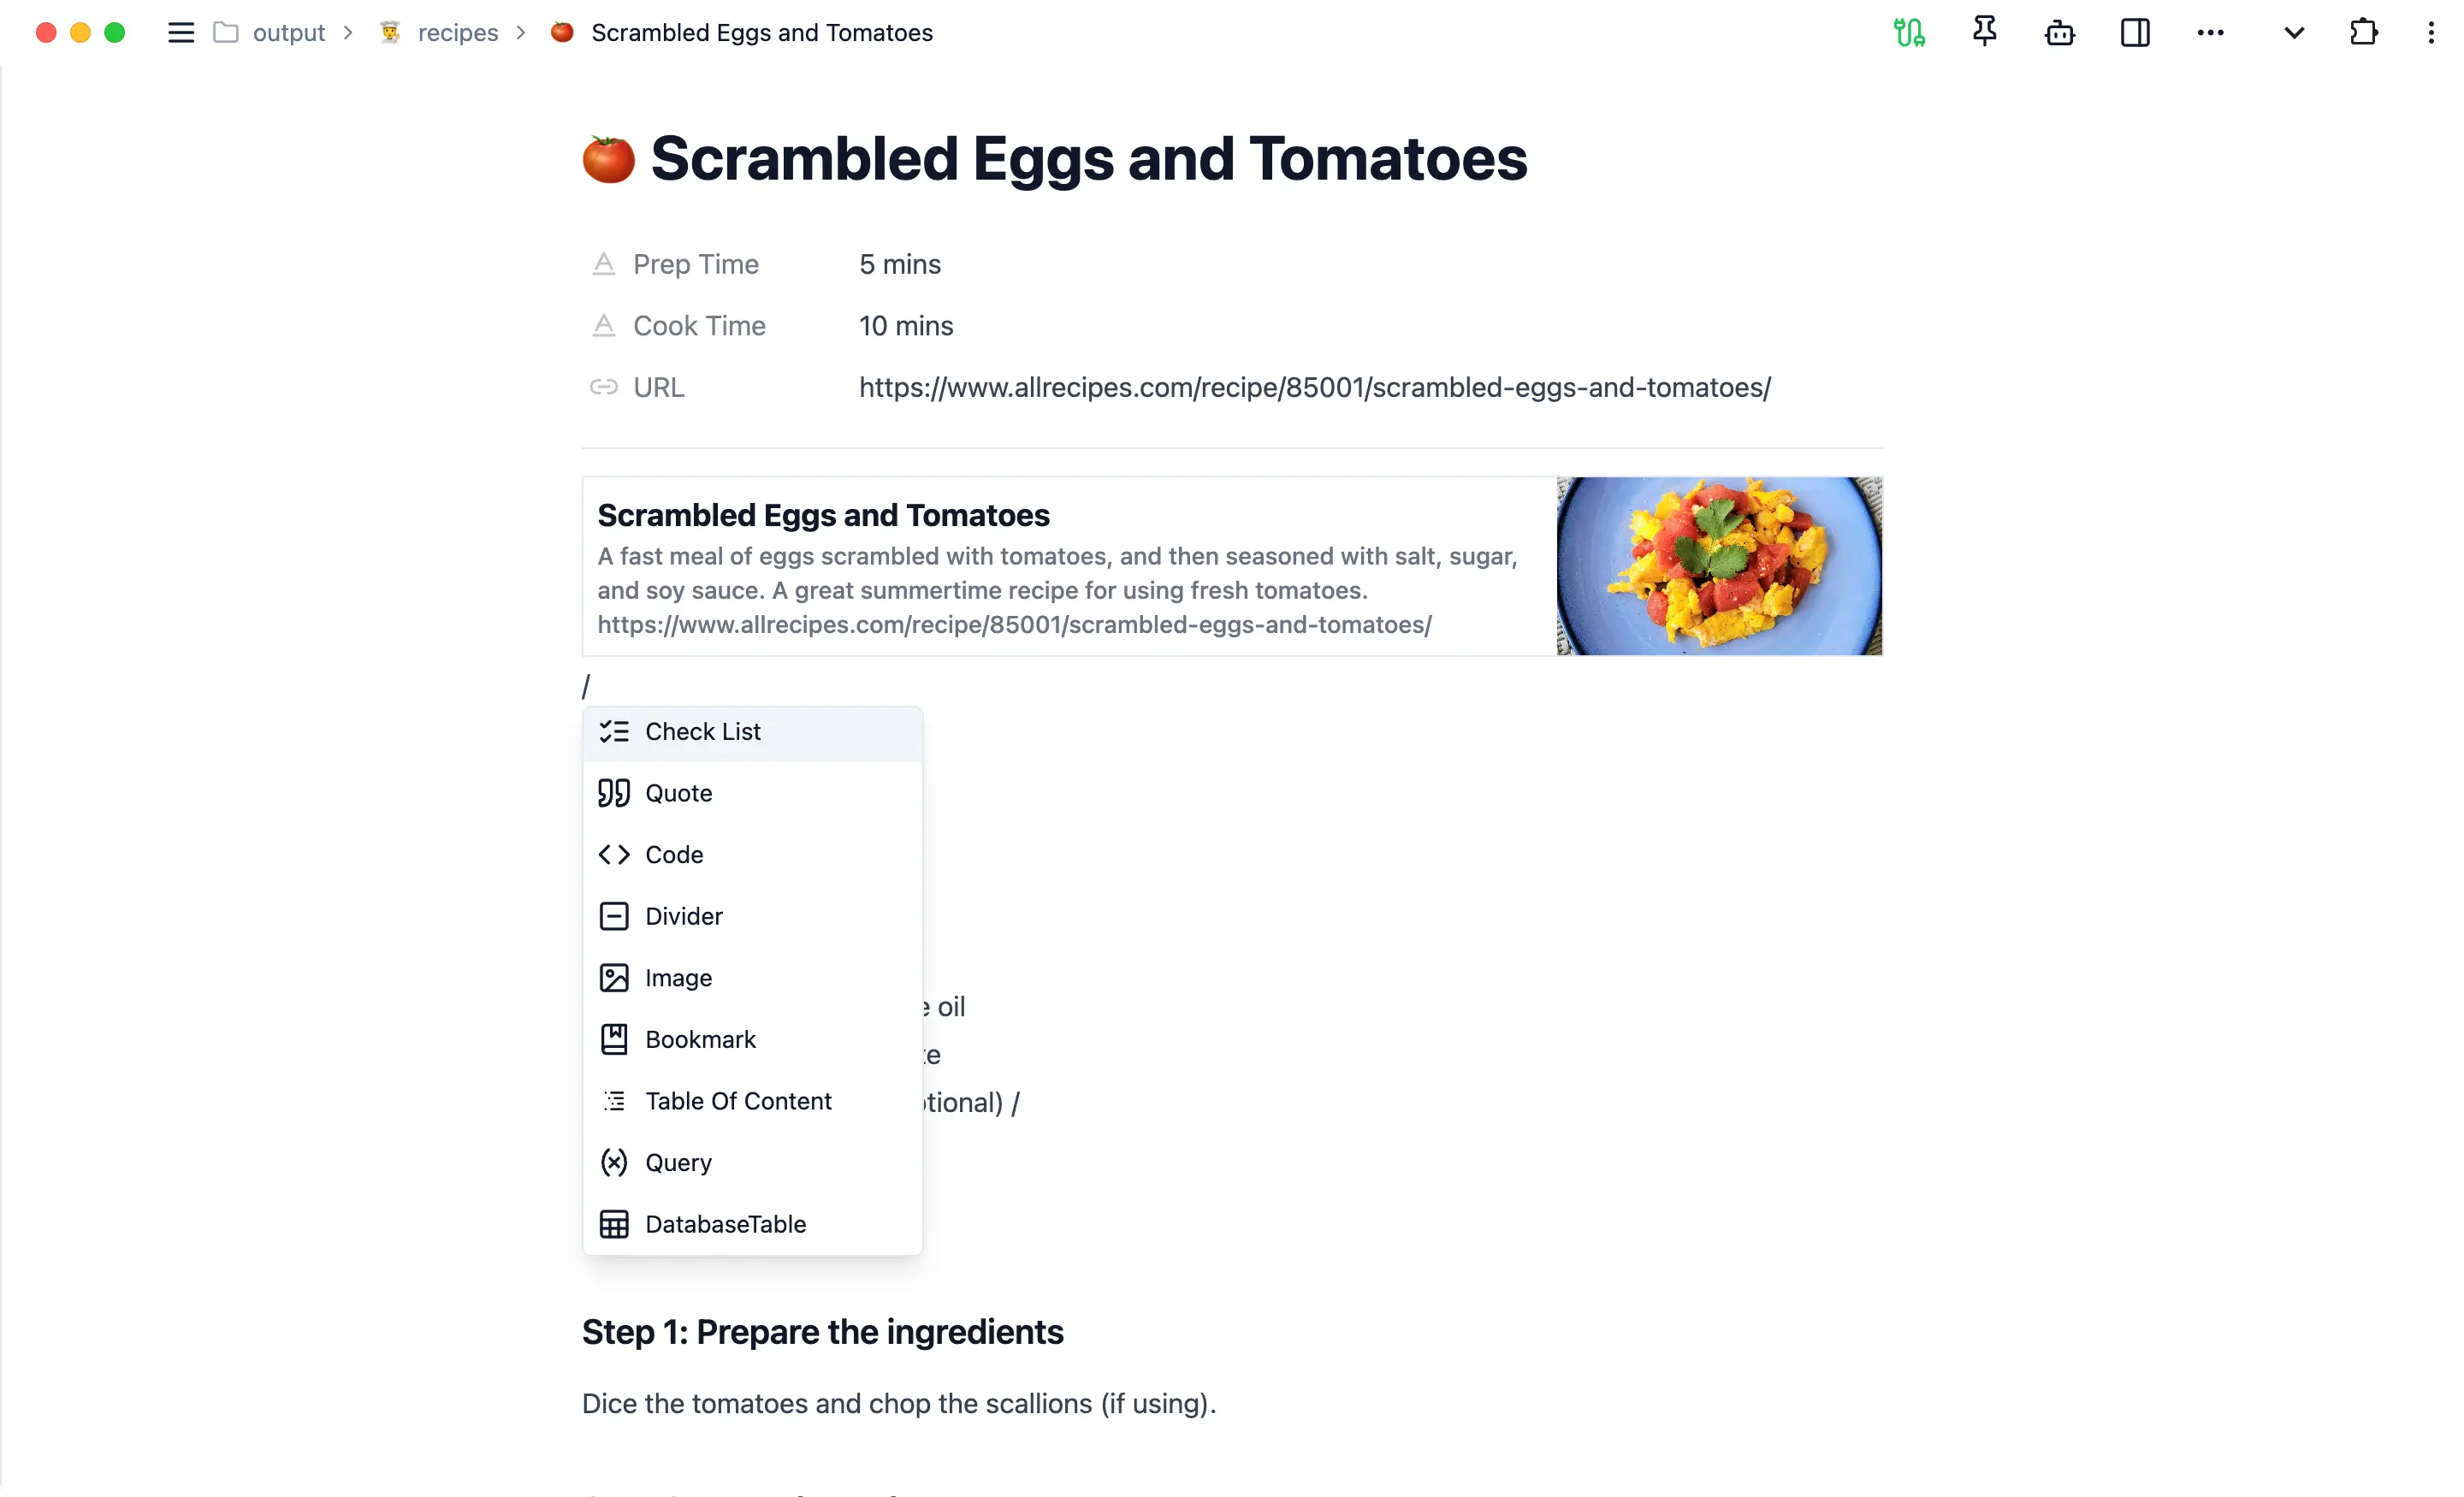 output > recipes > Scrambled Eggs and Tomatoes
Scrambled Eggs and Tomatoes
Prep Time 5 mins
Cook Time 10 mins
URL https://www.allrecipes.com/recipe/85001/scrambled-eggs-and-tomatoes/
Scrambled Eggs and Tomatoes
A fast meal of eggs scrambled with tomatoes, and then seasoned with salt, sugar,
and soy sauce. A great summertime recipe for using fresh tomatoes.
https://www.allrecipes.com/recipe/85001/scrambled-eggs-and-tomatoes/
/
Check List
Quote
Code
Divider
Image
oil
Bookmark
Table Of Content
tional) /
Query
DatabaseTable
Step 1: Prepare the ingredients
Dice the tomatoes and chop the scallions (if using).